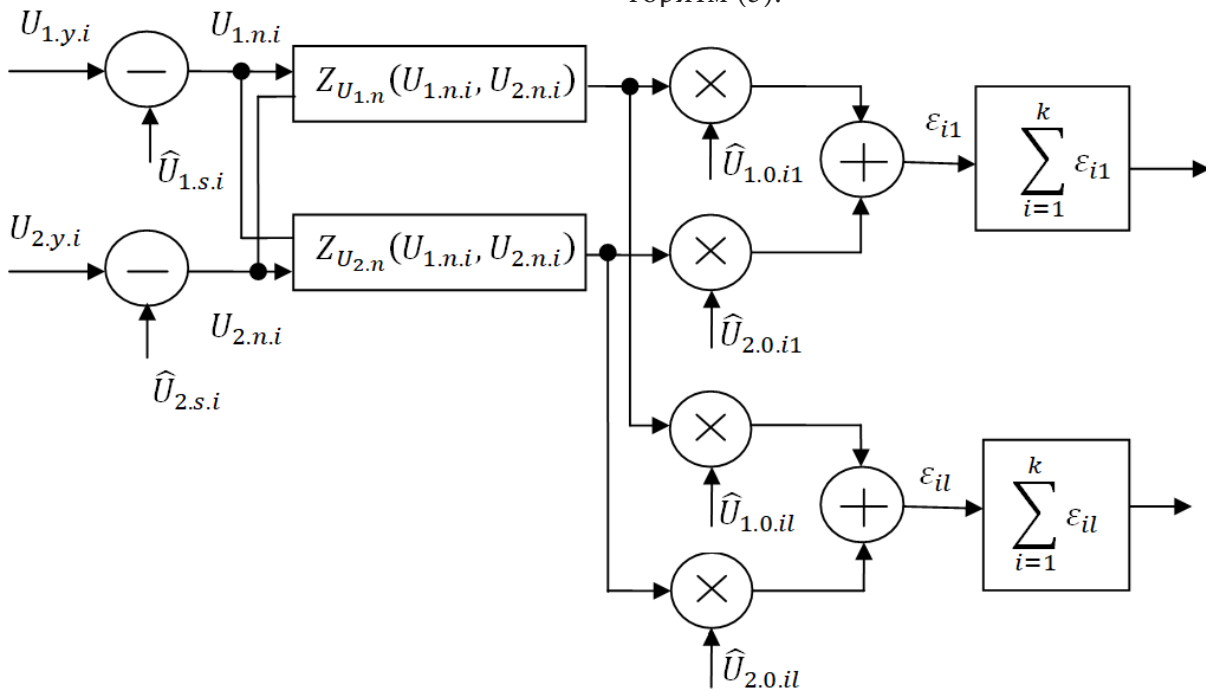 U_{1.y.i}
U_{1.n.i}
−
Z_{U_{1.n}}(U_{1.n.i}, U_{2.n.i})
×
Û_{1.s.i}
Û_{1.0.i1}
+
ε_{i1}
\sum_{i=1}^{k} ε_{i1}
U_{2.y.i}
−
Z_{U_{2.n}}(U_{1.n.i}, U_{2.n.i})
×
U_{2.n.i}
Û_{2.s.i}
Û_{2.0.i1}
×
Û_{1.0.il}
+
ε_{il}
\sum_{i=1}^{k} ε_{il}
×
Û_{2.0.il}